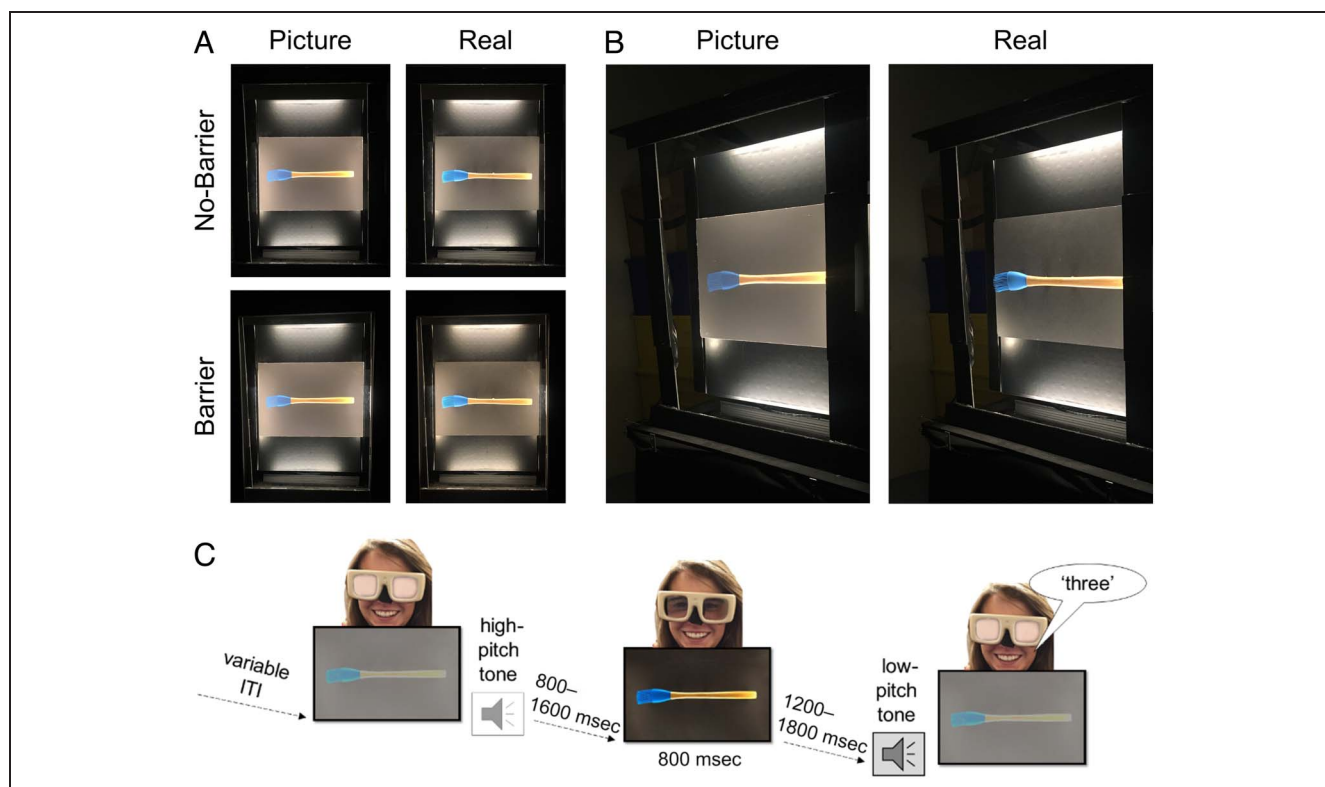 A
Picture
Real
B
Picture
Real
No-Barrier
Barrier
C
variable
ITI
high-
pitch
tone
800–
1600 msec
800 msec
1200–
1800 msec
low-
pitch
tone
‘three’